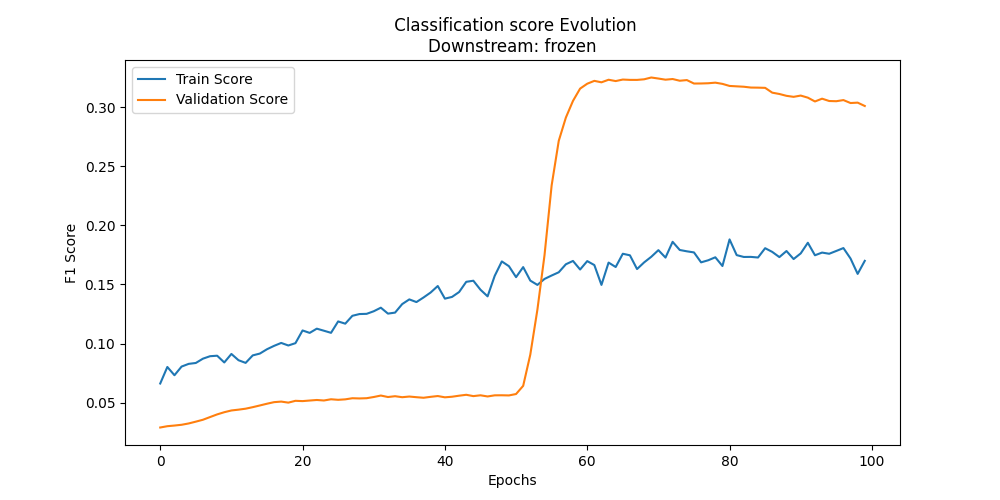 Classification score Evolution
Downstream: frozen
Train Score
Validation Score
F1 Score
0.30
0.25
0.20
0.15
0.10
0.05
0 20 40 60 80 100
Epochs